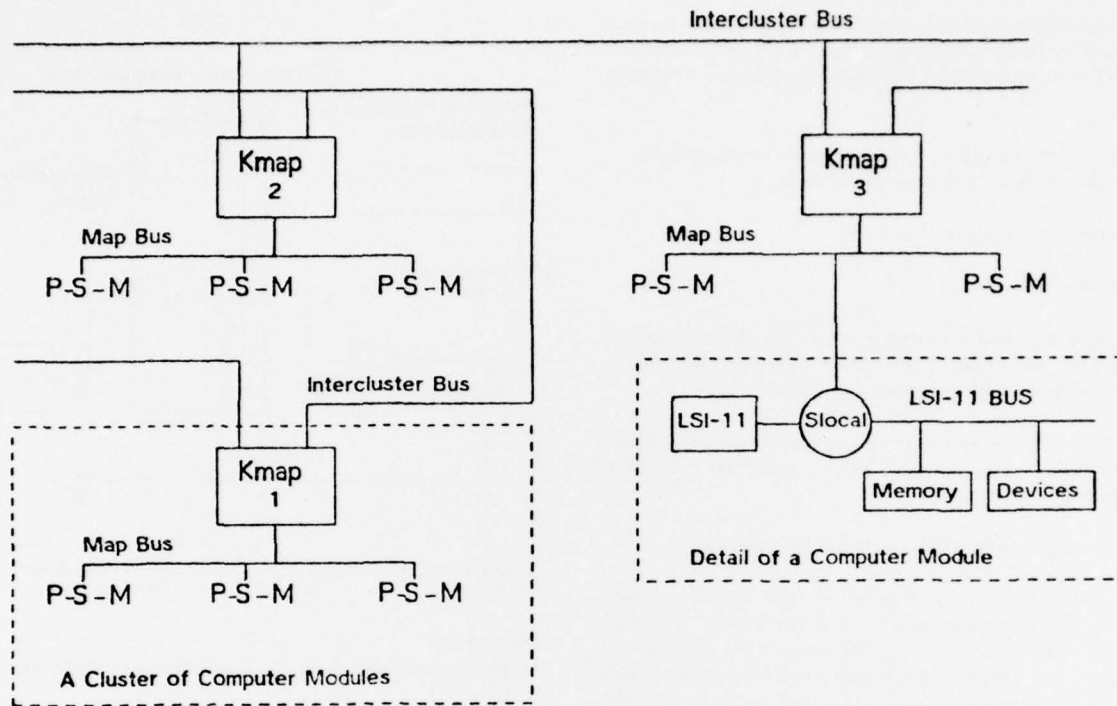 Intercluster Bus
Kmap
2
Map Bus
P-S-M P-S-M P-S-M
Kmap
3
Map Bus
P-S-M P-S-M
Intercluster Bus
Kmap
1
Map Bus
P-S-M P-S-M P-S-M
A Cluster of Computer Modules
LSI-11
Slocal
LSI-11 BUS
Memory
Devices
Detail of a Computer Module